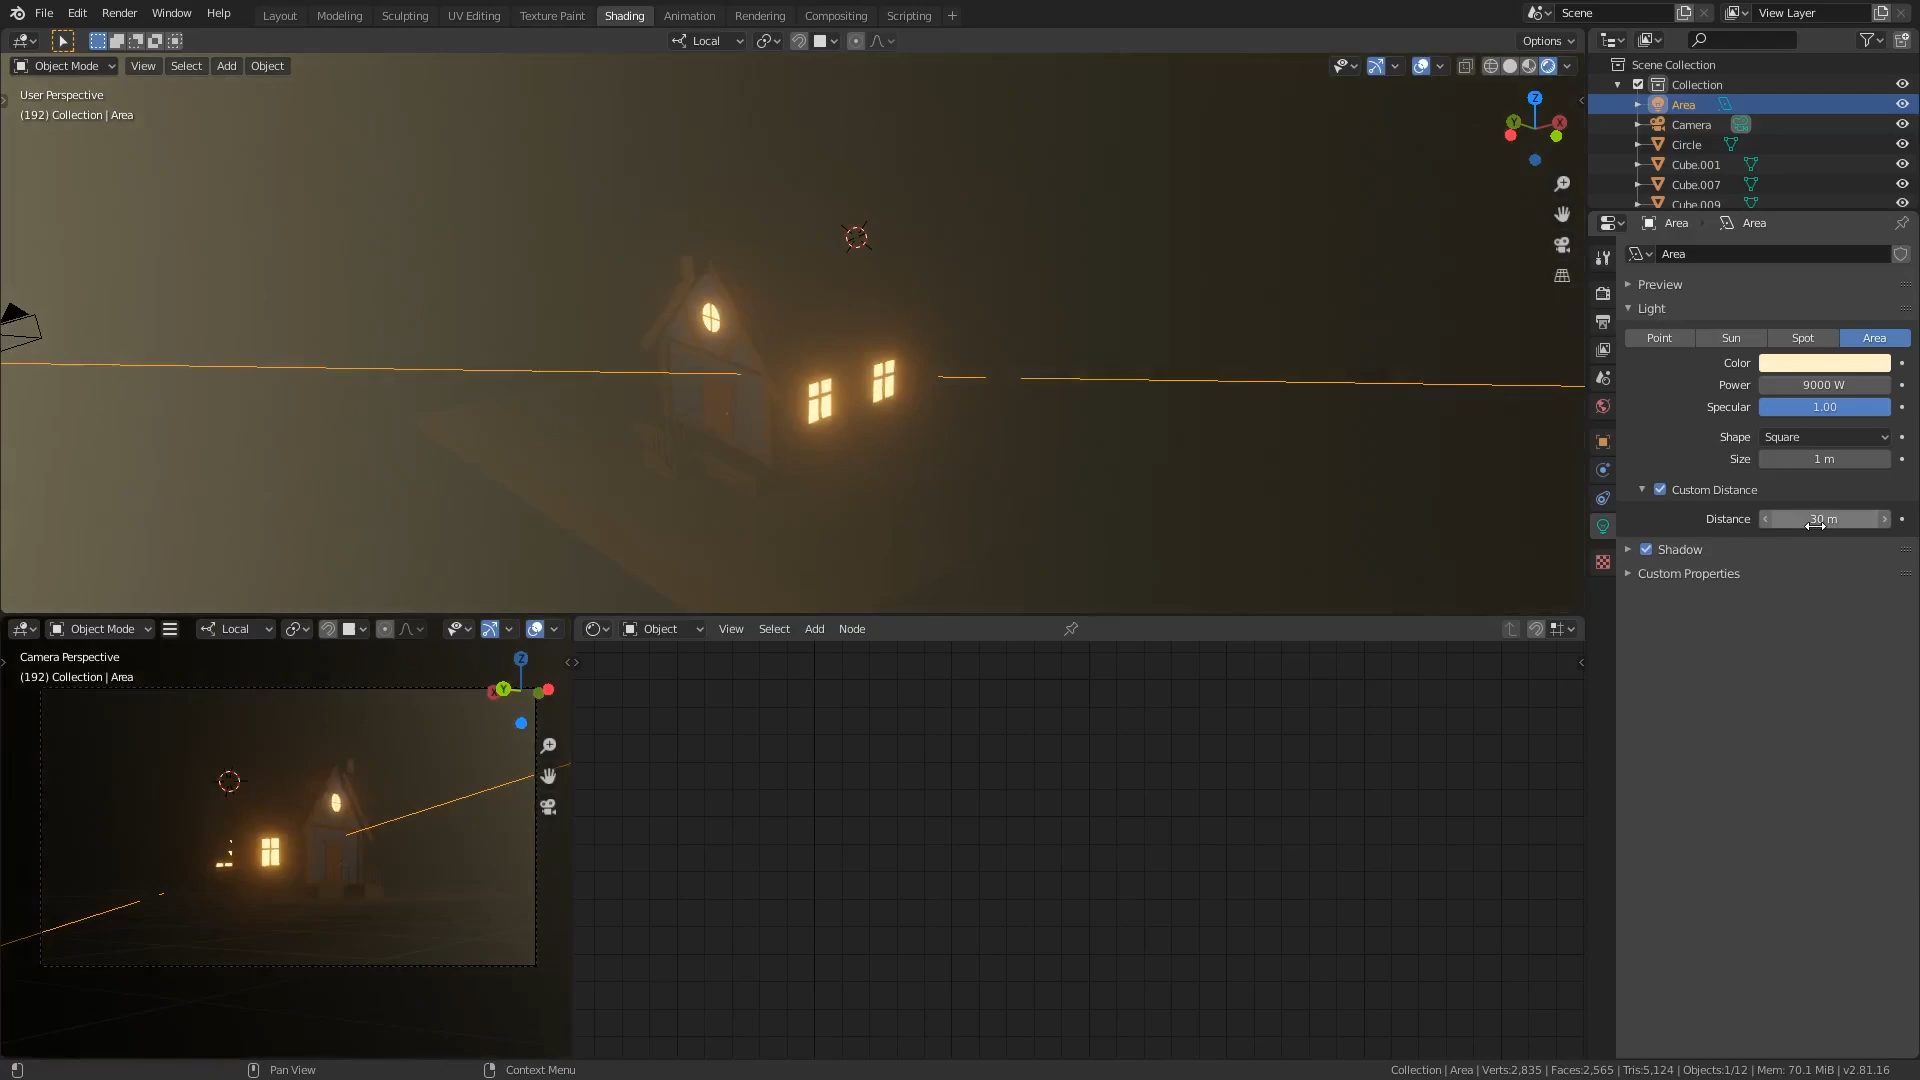 File Edit Render Window Help Layout Modeling Sculpting UV Editing Texture Paint Shading Animation Rendering Compositing Scripting + Scene View Layer
Local Options
Object Mode View Select Add Object
User Perspective
(192) Collection | Area
Z
Y
X
Scene Collection
Collection
Area
Camera
Circle
Cube.001
Cube.007
Cube.009
Area Area
Area
Preview
Light
Point Sun Spot Area
Color
Power 9000 W
Specular 1.00
Shape Square
Size 1 m
Custom Distance
Distance 30 m
Shadow
Custom Properties
Object Mode Local
Object View Select Add Node
Camera Perspective
(192) Collection | Area
Z
X Y
Pan View Context Menu Collection | Area | Verts:2,835 | Faces:2,565 | Tris:5,124 | Objects:1/12 | Mem: 70.1 MiB | v2.81.16